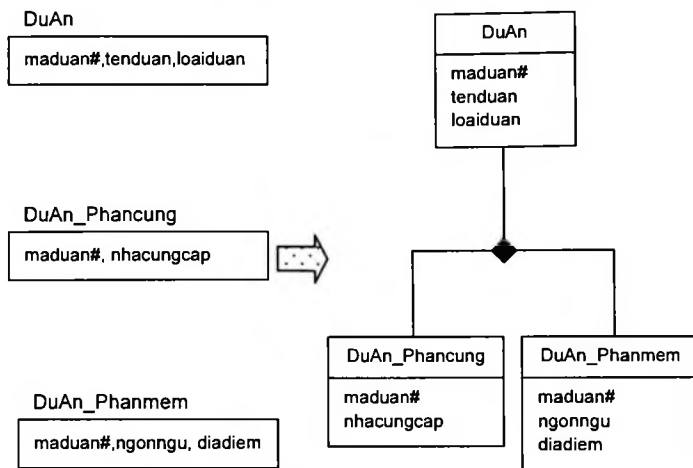 DuAn
maduan#,tenduan,loaiduan
DuAn_Phancung
maduan#, nhacungcap
DuAn_Phanmem
maduan#,ngonngu, diadiem
DuAn
maduan#
tenduan
loaiduan
DuAn_Phancung
maduan#
nhacungcap
DuAn_Phanmem
maduan#
ngonngu
diadiem